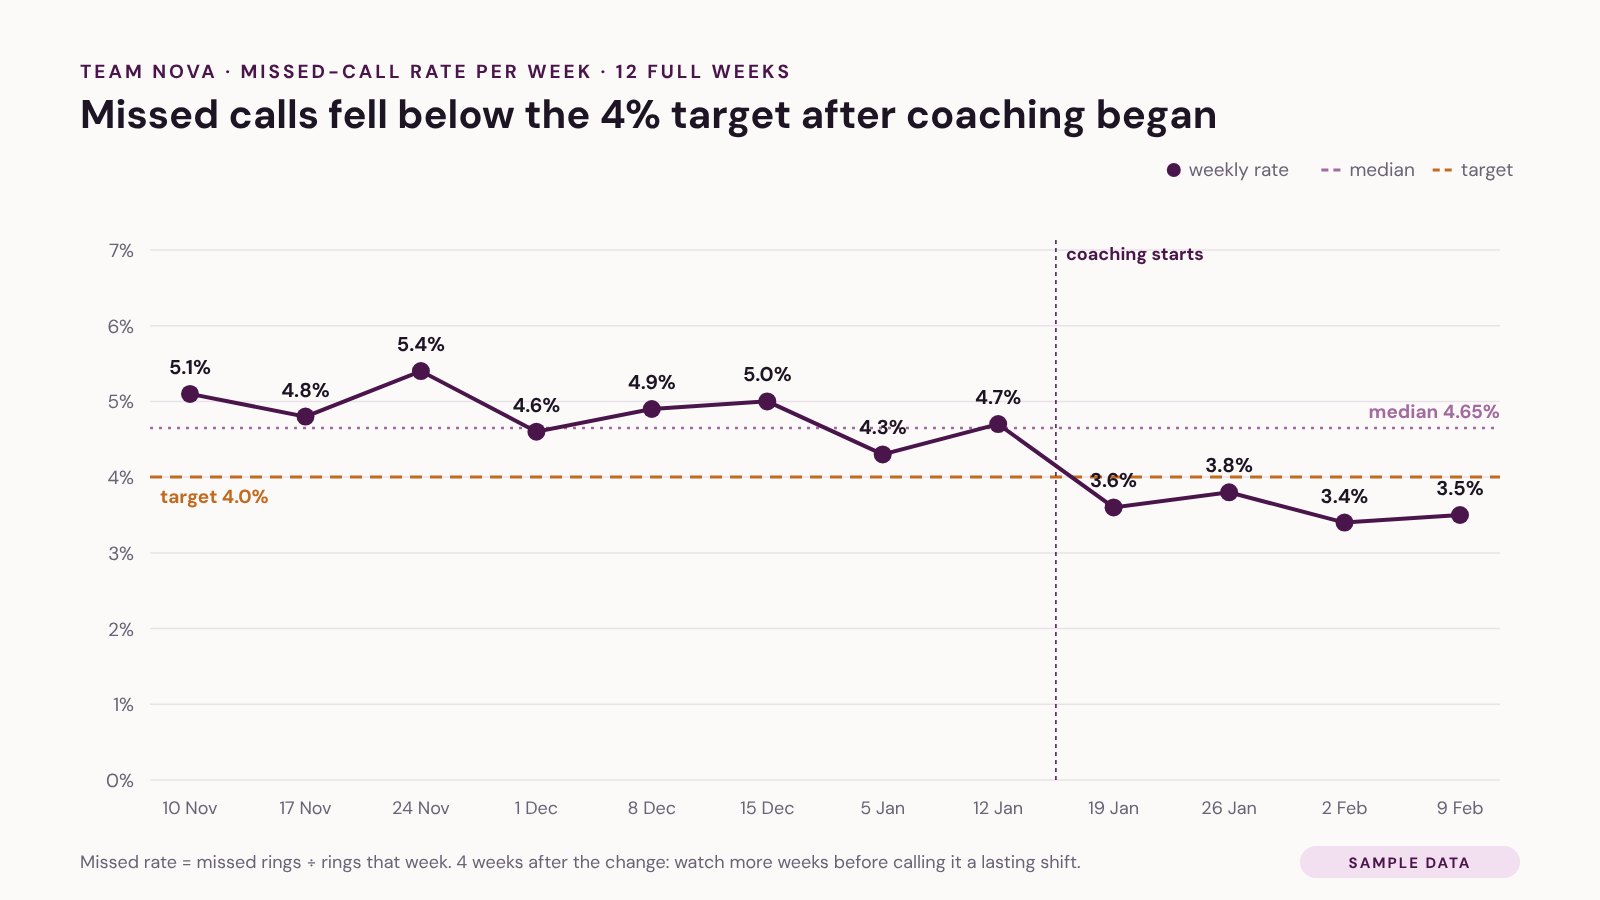 TEAM NOVA · MISSED-CALL RATE PER WEEK · 12 FULL WEEKS
Missed calls fell below the 4% target after coaching began
weekly rate median target
7%
coaching starts
6%
5.4%
5.1%
4.8%
4.6%
4.9%
5.0%
4.3%
4.7%
5%
median 4.65%
4%
target 4.0%
3.6%
3.8%
3.4%
3.5%
3%
2%
1%
0%
10 Nov 17 Nov 24 Nov 1 Dec 8 Dec 15 Dec 5 Jan 12 Jan 19 Jan 26 Jan 2 Feb 9 Feb
Missed rate = missed rings ÷ rings that week. 4 weeks after the change: watch more weeks before calling it a lasting shift.
SAMPLE DATA